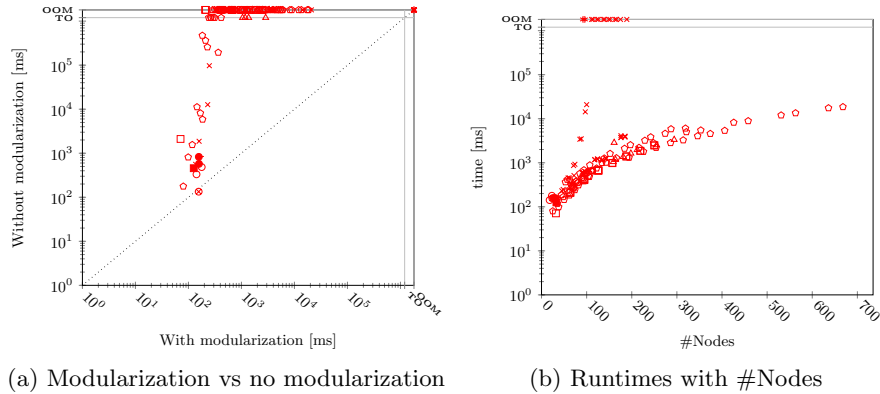 OOM
TO
10^5
10^4
10^3
10^2
10^1
10^0
Without modularization [ms]
10^0
10^1
10^2
10^3
10^4
10^5
TO
OOM
With modularization [ms]
(a) Modularization vs no modularization
OOM
TO
10^5
10^4
10^3
10^2
10^1
10^0
time [ms]
0
100
200
300
400
500
600
700
#Nodes
(b) Runtimes with #Nodes